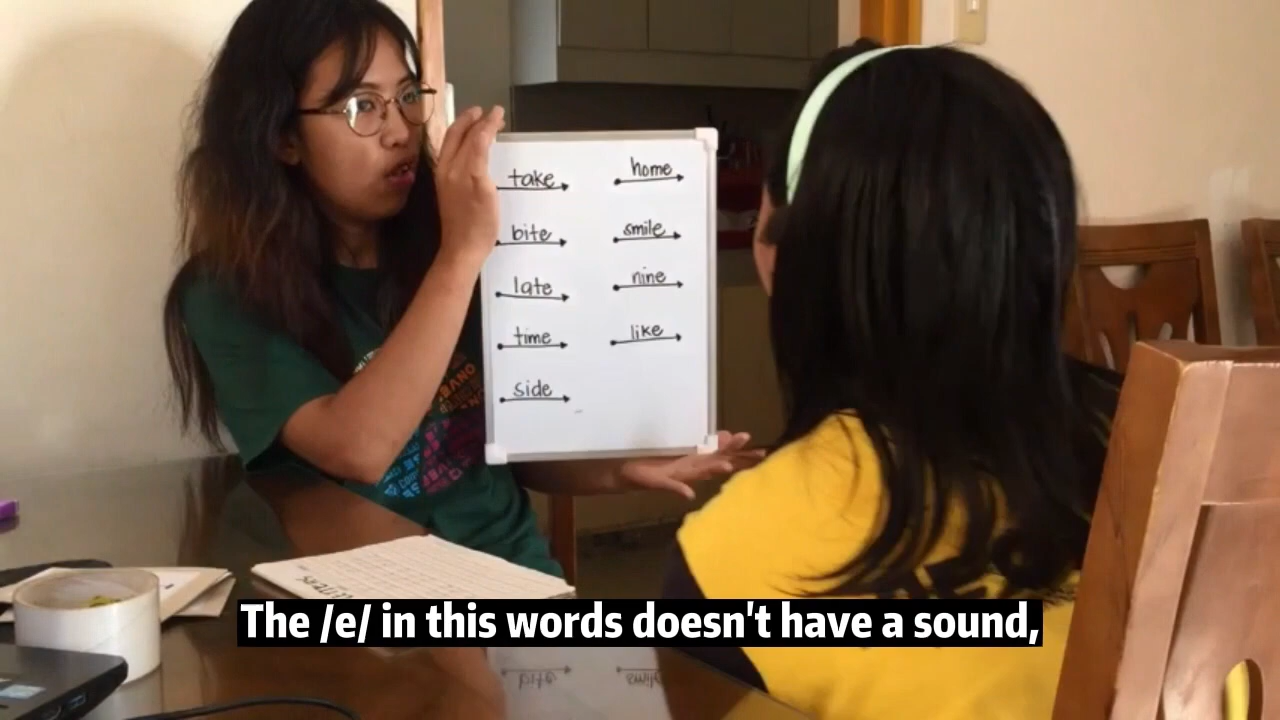 take
bite
late
time
side
home
smile
nine
like
The /e/ in this words doesn't have a sound,